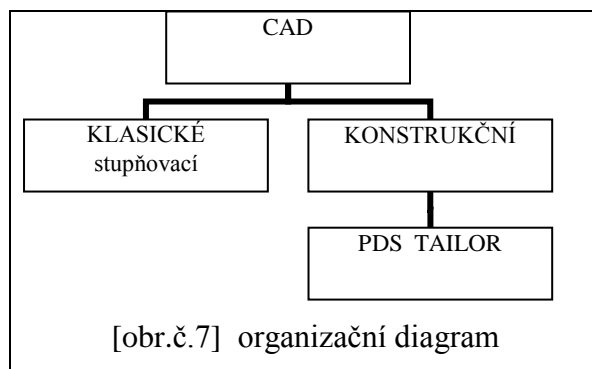 CAD
KLASICKÉ
stupňovací
KONSTRUKČNÍ
PDS TAILOR
[obr.č.7] organizační diagram